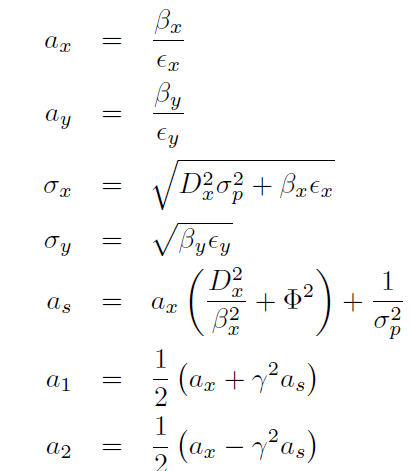 a_x = \frac{\beta_x}{\epsilon_x}
a_y = \frac{\beta_y}{\epsilon_y}
\sigma_x = \sqrt{D_x^2 \sigma_p^2 + \beta_x \epsilon_x}
\sigma_y = \sqrt{\beta_y \epsilon_y}
a_s = a_x \left( \frac{D_x^2}{\beta_x^2} + \Phi^2 \right) + \frac{1}{\sigma_p^2}
a_1 = \frac{1}{2} \left( a_x + \gamma^2 a_s \right)
a_2 = \frac{1}{2} \left( a_x - \gamma^2 a_s \right)